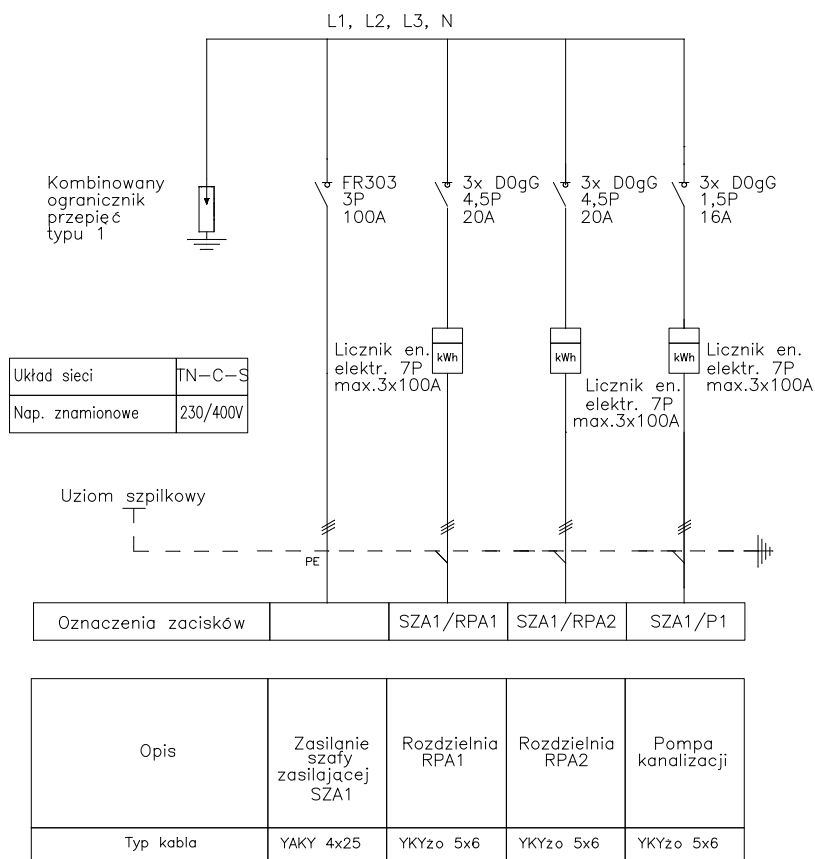 L1, L2, L3, N
Kombinowany
ogranicznik
przepięć
typu 1
FR303
3P
100A
3x D0gG
4,5P
20A
3x D0gG
4,5P
20A
3x D0gG
1,5P
16A
Licznik en.
elektr. 7P
max.3x100A
kWh
kWh
Licznik en.
elektr. 7P
max.3x100A
kWh
Licznik en.
elektr. 7P
max.3x100A
Układ sieci TN-C-S
Nap. znamionowe 230/400V
Uziom szpilkowy
PE
Oznaczenia zacisków SZA1/RPA1 SZA1/RPA2 SZA1/P1
Opis
Zasilanie
szafy
zasilającej
SZA1
Rozdzielnia
RPA1
Rozdzielnia
RPA2
Pompa
kanalizacji
Typ kabla YAKY 4x25 YKYżo 5x6 YKYżo 5x6 YKYżo 5x6